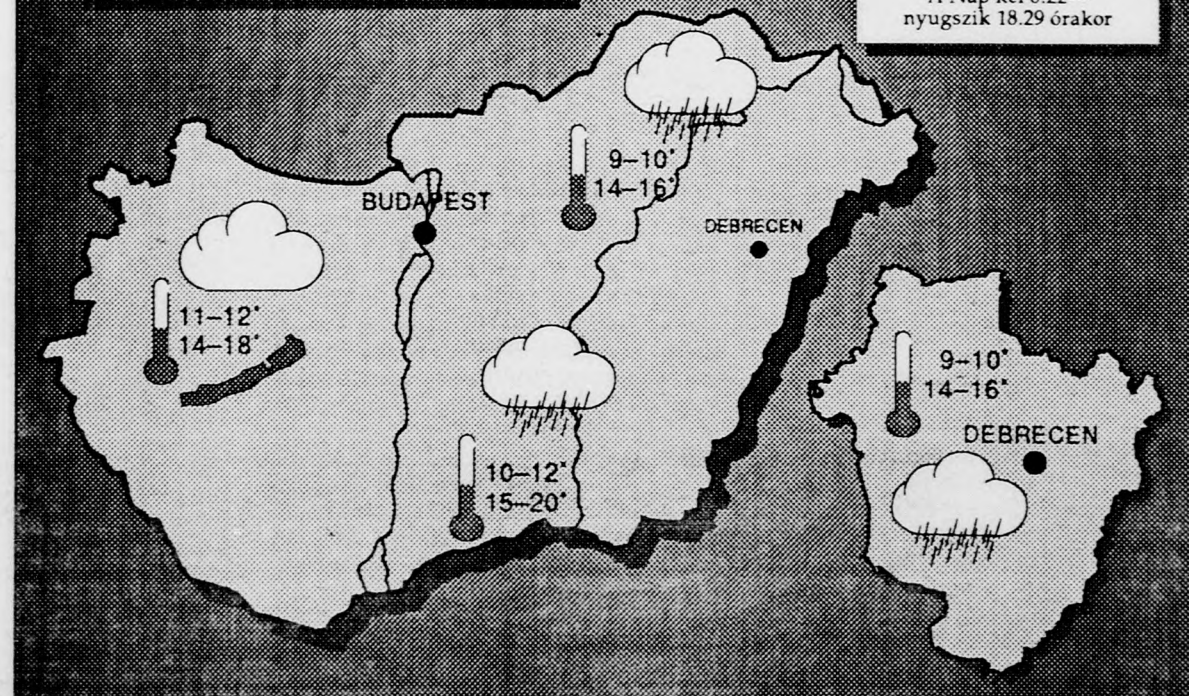 nyugszik 18.29 órakor
9–10°
14–16°
BUDAPEST
DEBRECEN
11–12°
14–18°
9–10°
14–16°
DEBRECEN
10–12°
15–20°